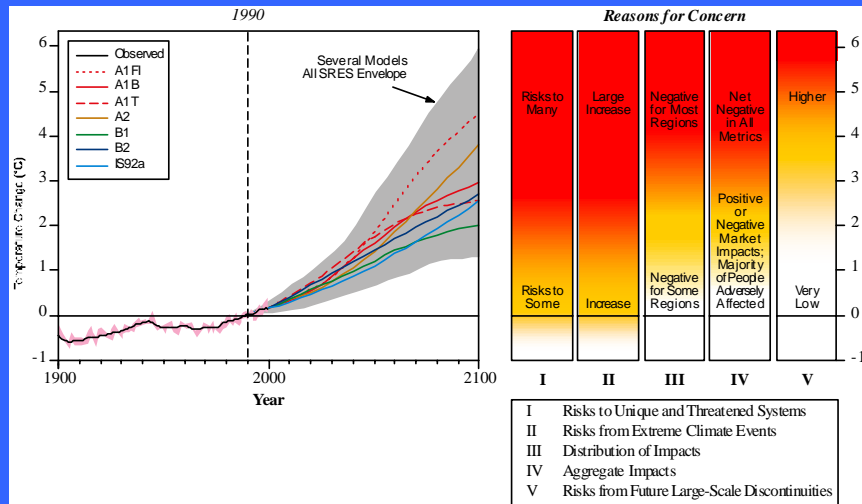 1990
6
5
4
3
2
1
0
-1
Temperature Change (°C)
Observed
A1FI
A1B
A1T
A2
B1
B2
IS92a
Several Models
All SRES Envelope
1900
2000
2100
Year
Reasons for Concern
Risks to
Many
Large
Increase
Negative
for Most
Regions
Net
Negative
in All
Metrics
Higher
Risks to
Some
Increase
Negative
for Some
Regions
Positive
or
Negative
Market
Impacts;
Majority
of People
Adversely
Affected
Very
Low
6
5
4
3
2
1
0
-1
I
II
III
IV
V
I Risks to Unique and Threatened Systems
II Risks from Extreme Climate Events
III Distribution of Impacts
IV Aggregate Impacts
V Risks from Future Large-Scale Discontinuities